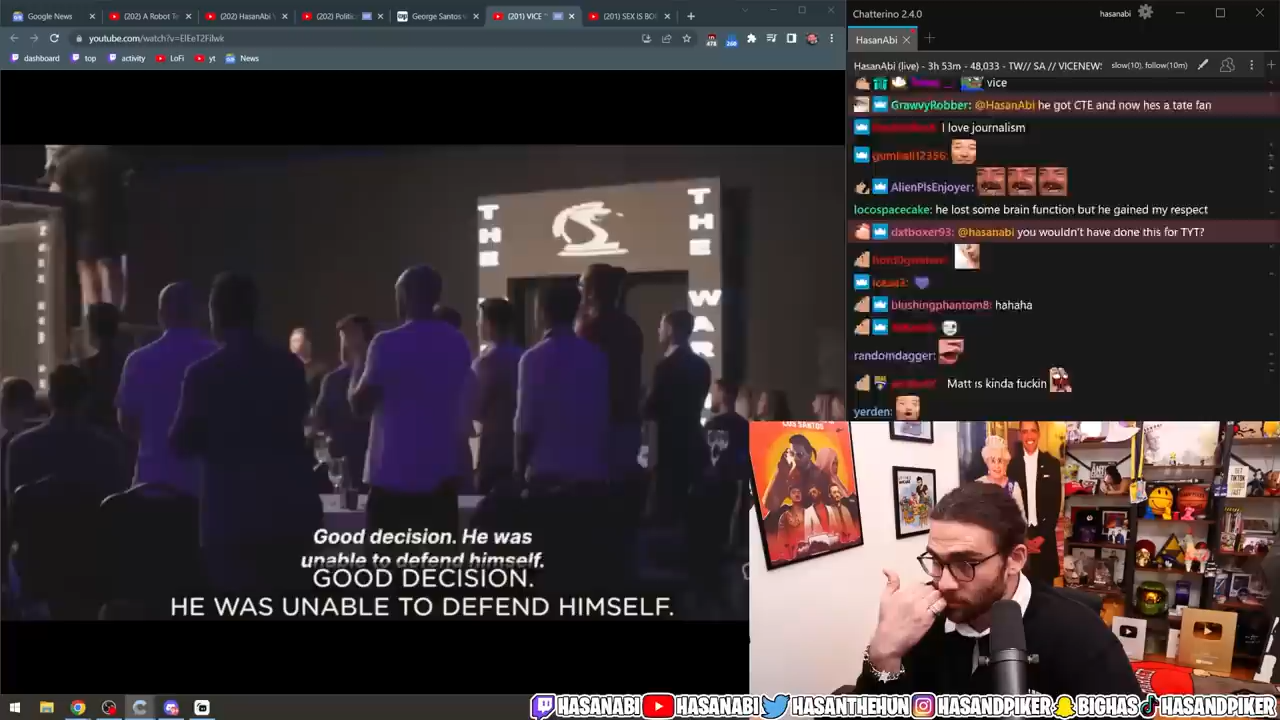 Google News
(202) A Robot Te
(202) HasanAbi
(202) Politic
George Santos
(201) VICE
(201) SEX IS BO
youtube.com/watch?v=ElEeT2Filwk
dashboard
top
activity
LoFi
yt
News
THE
THE WAR
Good decision. He was
unable to defend himself.
GOOD DECISION.
HE WAS UNABLE TO DEFEND HIMSELF.
Chatterino 2.4.0
hasanabi
HasanAbi
HasanAbi (live) - 3h 53m - 48,033 - TW// SA // VICENEW:
slow(10), follow(10m)
vice
GrawvyRobber: @HasanAbi he got CTE and now hes a tate fan
I love journalism
gumball12356:
AlienPlsEnjoyer:
locospacecake: he lost some brain function but he gained my respect
dxtboxer93: @hasanabi you wouldn't have done this for TYT?
blushingphantom8: hahaha
randomdagger:
Matt is kinda fuckin
yerden:
LOS SANTOS
HASANABI
HASANABI
HASANTHEHUN
HASANDPIKER
BIGHAS
HASANDPIKER